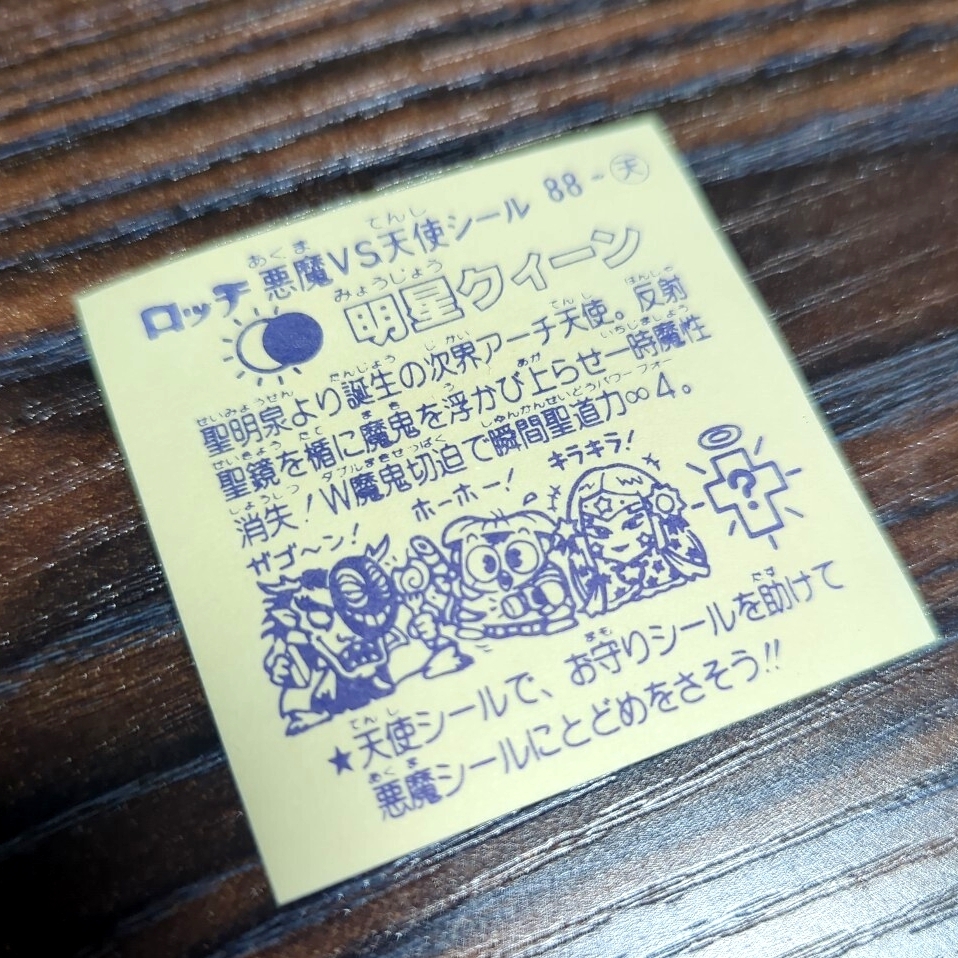 ロッチ 悪魔VS天使シール 88-天
明星クィーン
聖明泉より誕生の次界アーチ天使。反射
聖鏡を楯に魔鬼を浮かび上らせ一時魔性
消失！W魔鬼切迫で瞬間聖道力∞4。
ガゴ〜ン！ ホーホー！ キラキラ！
?
★天使シールで、お守りシールを助けて
悪魔シールにとどめをさそう!!